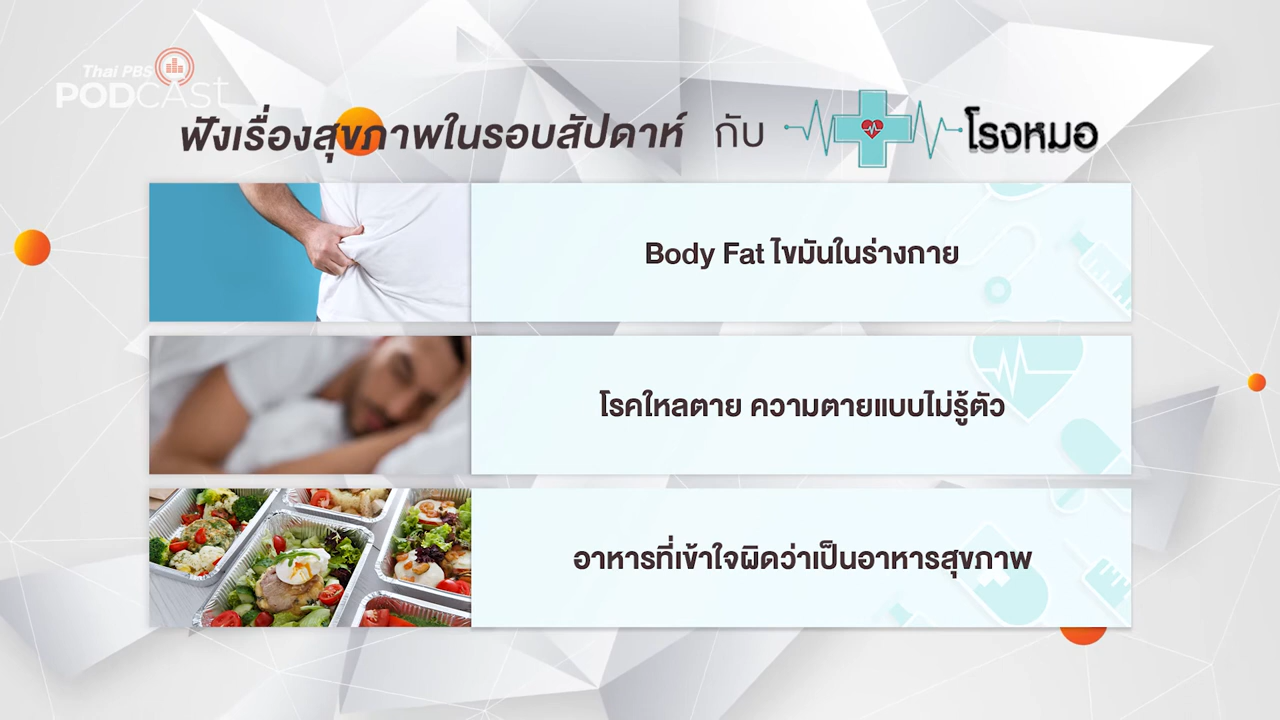 Thai PBS
PODCAST
ฟังเรื่องสุขภาพในรอบสัปดาห์ กับ โรงหมอ
Body Fat ไขมันในร่างกาย
โรคใหลตาย ความตายแบบไม่รู้ตัว
อาหารที่เข้าใจผิดว่าเป็นอาหารสุขภาพ